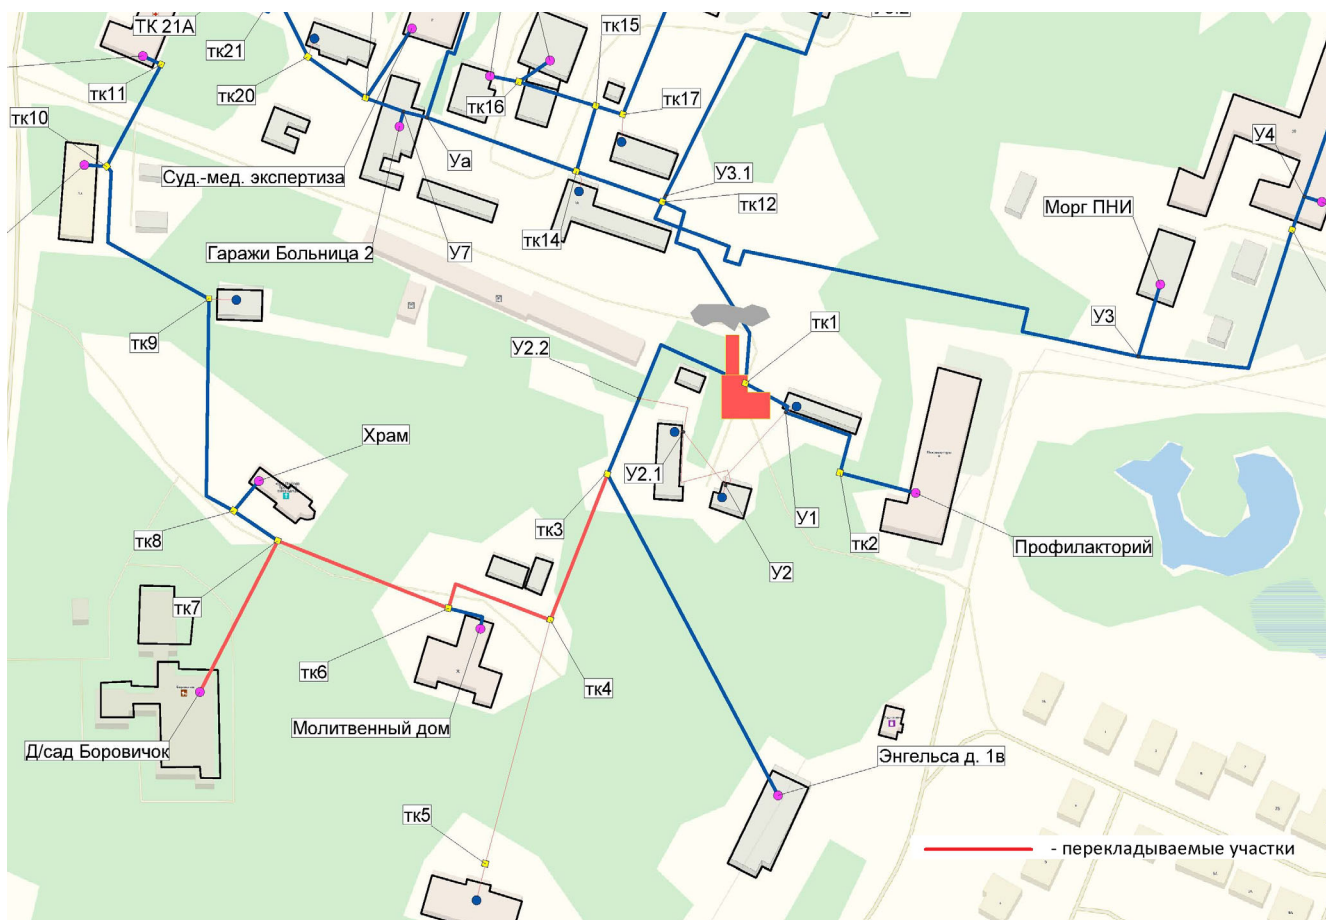 ТК 21А
тк21
тк15
тк11
тк20
тк16
тк17
тк10
Уа
У4
Суд.-мед. экспертиза
У3.1
тк12
Морг ПНИ
тк14
Гаражи Больница 2
У7
тк9
У3
У2.2
тк1
Храм
У2.1
тк3
У1
тк2
тк8
Профилакторий
У2
тк7
тк6
тк4
Молитвенный дом
Д/сад Боровичок
Энгельса д. 1в
тк5
- перекладываемые участки